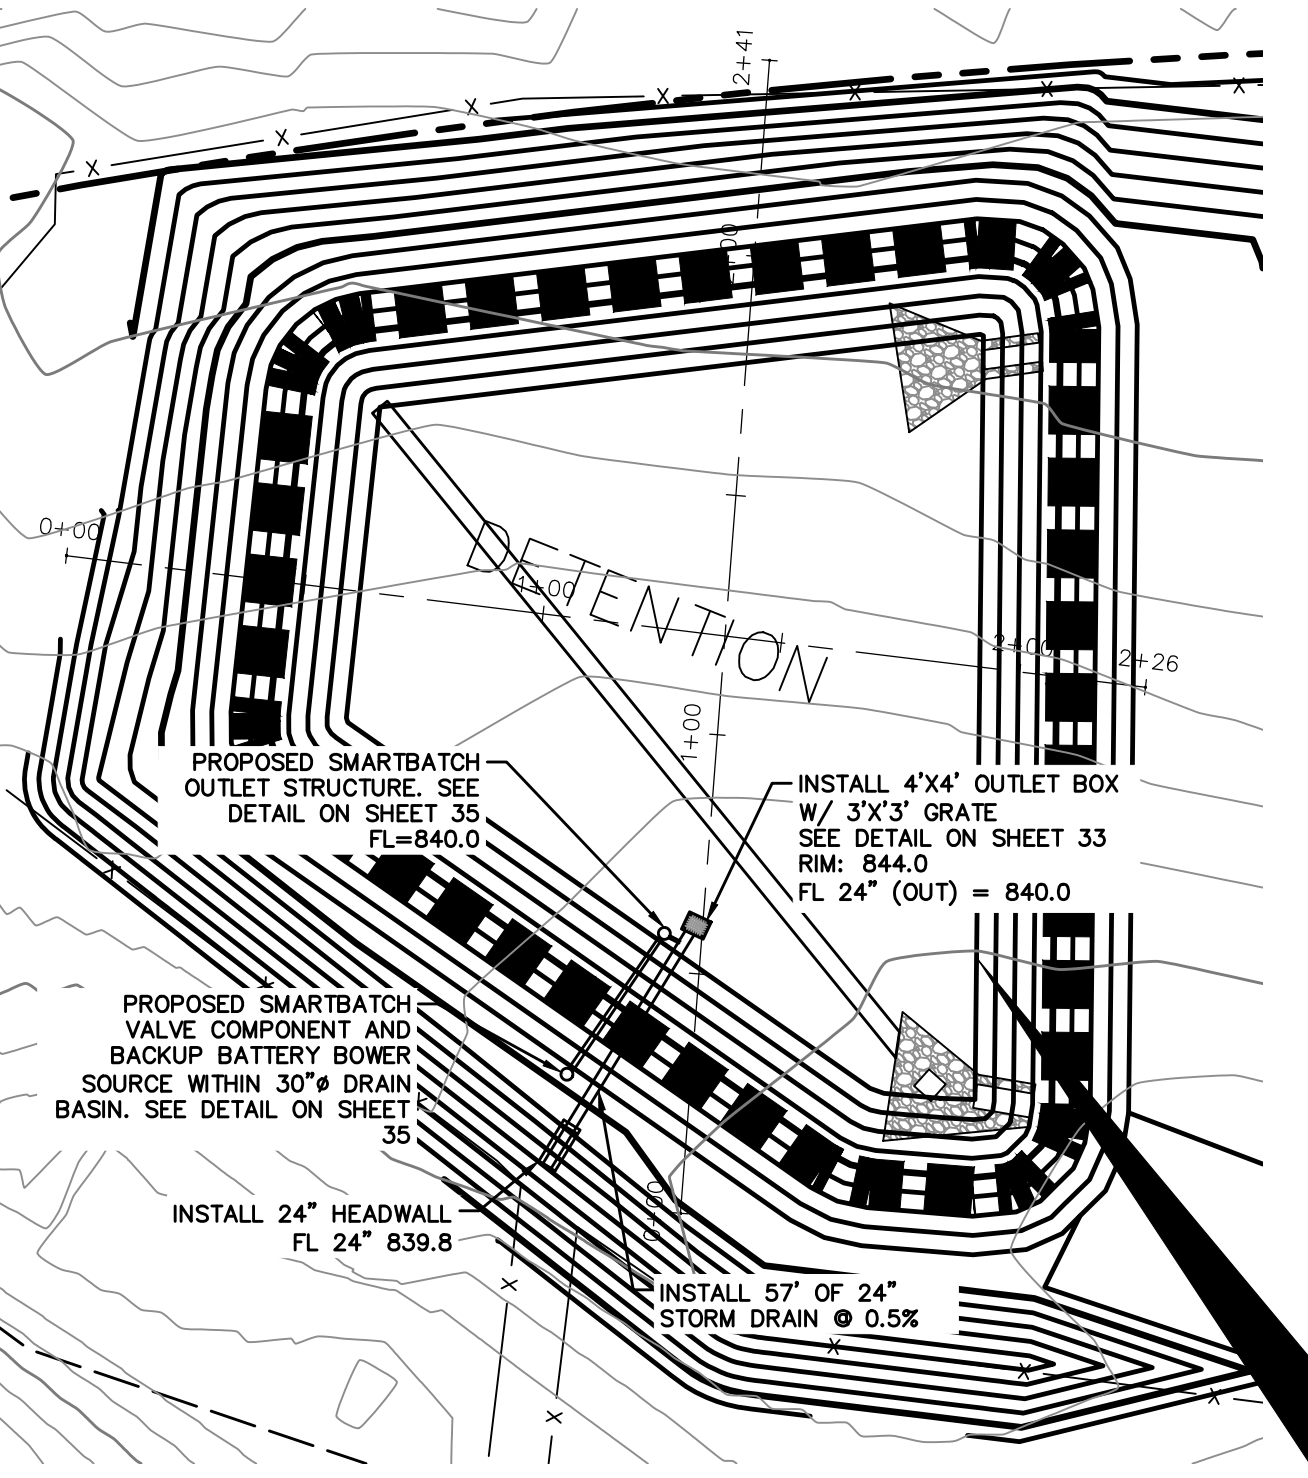 2+41
2+00
0+00
DETENTION
1+00
2+00
2+26
1+00
PROPOSED SMARTBATCH
OUTLET STRUCTURE. SEE
DETAIL ON SHEET 35
FL=840.0
INSTALL 4'X4' OUTLET BOX
W/ 3'X'3' GRATE
SEE DETAIL ON SHEET 33
RIM: 844.0
FL 24" (OUT) = 840.0
PROPOSED SMARTBATCH
VALVE COMPONENT AND
BACKUP BATTERY BOWER
SOURCE WITHIN 30"Ø DRAIN
BASIN. SEE DETAIL ON SHEET
35
0+00
INSTALL 24" HEADWALL
FL 24" 839.8
INSTALL 57' OF 24"
STORM DRAIN @ 0.5%